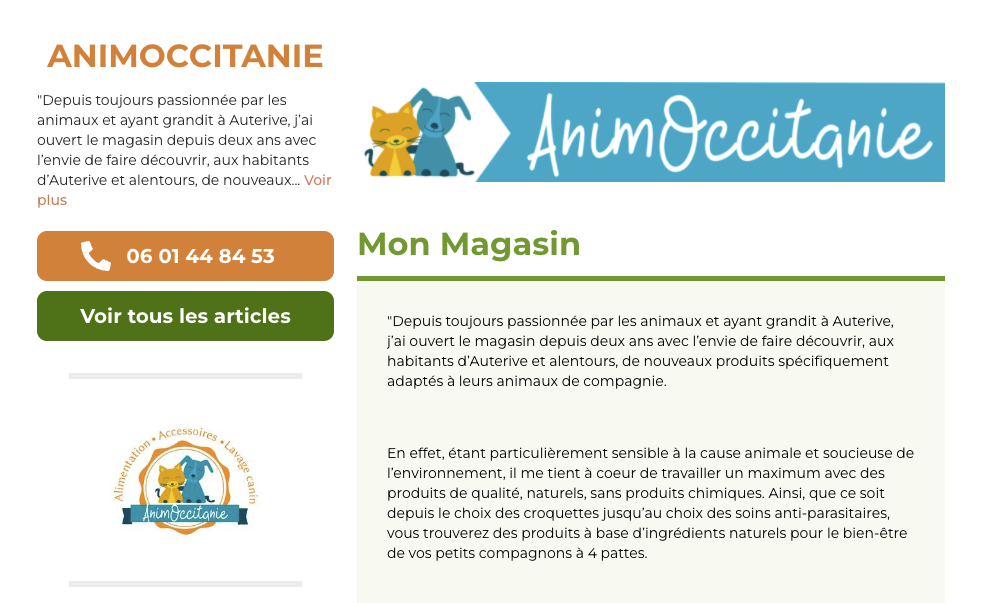 ANIMOCCITANIE
"Depuis toujours passionnée par les
animaux et ayant grandit à Auterive, j’ai
ouvert le magasin depuis deux ans avec
l’envie de faire découvrir, aux habitants
d’Auterive et alentours, de nouveaux... Voir
plus
06 01 44 84 53
Voir tous les articles
Alimentation • Accessoires • Lavage canin
AnimOccitanie
AnimOccitanie
Mon Magasin
"Depuis toujours passionnée par les animaux et ayant grandit à Auterive,
j’ai ouvert le magasin depuis deux ans avec l’envie de faire découvrir, aux
habitants d’Auterive et alentours, de nouveaux produits spécifiquement
adaptés à leurs animaux de compagnie.
En effet, étant particulièrement sensible à la cause animale et soucieuse de
l’environnement, il me tient à coeur de travailler un maximum avec des
produits de qualité, naturels, sans produits chimiques. Ainsi, que ce soit
depuis le choix des croquettes jusqu’au choix des soins anti-parasitaires,
vous trouverez des produits à base d’ingrédients naturels pour le bien-être
de vos petits compagnons à 4 pattes.